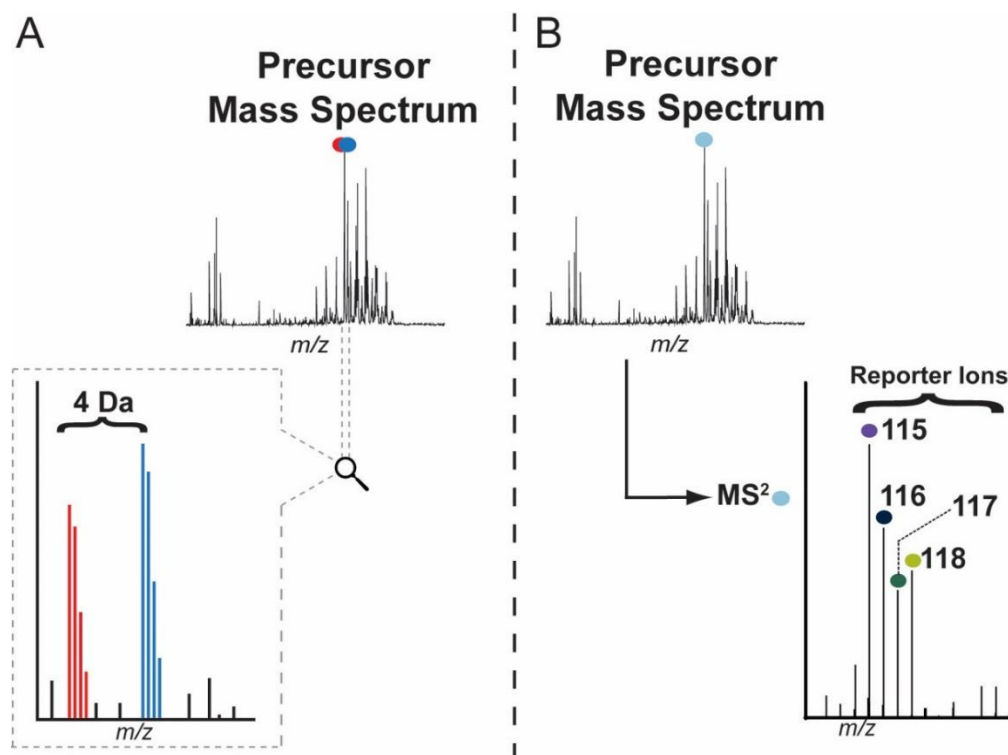 A
Precursor
Mass Spectrum
m/z
4 Da
m/z
B
Precursor
Mass Spectrum
m/z
Reporter Ions
115
116
117
118
MS²
m/z